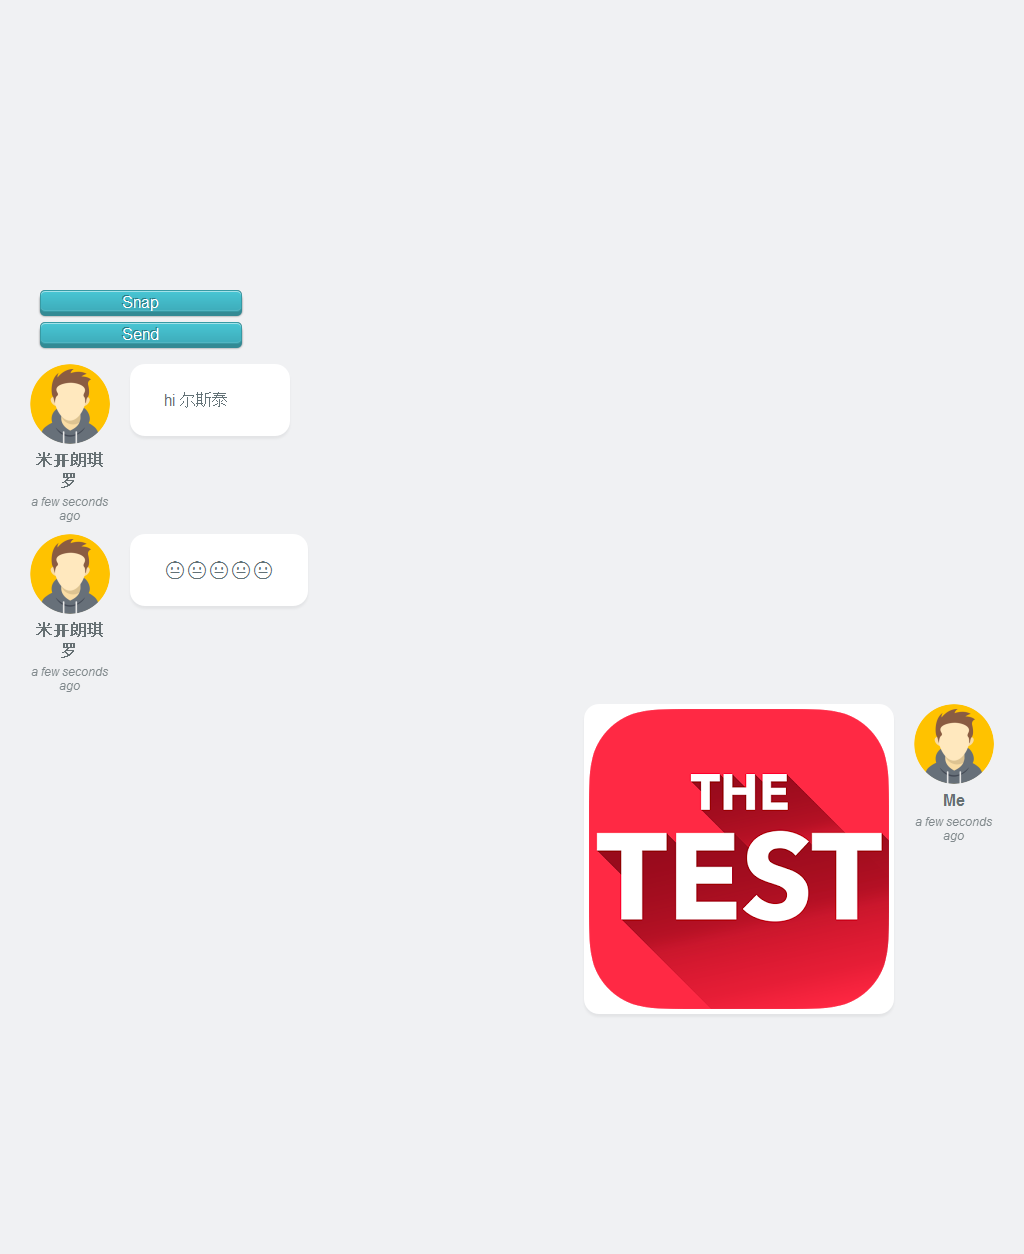 Snap
Send
hi 尔斯泰
米开朗琪
罗
a few seconds
ago
😐😐😐😐😐
米开朗琪
罗
a few seconds
ago
THE
TEST
Me
a few seconds
ago